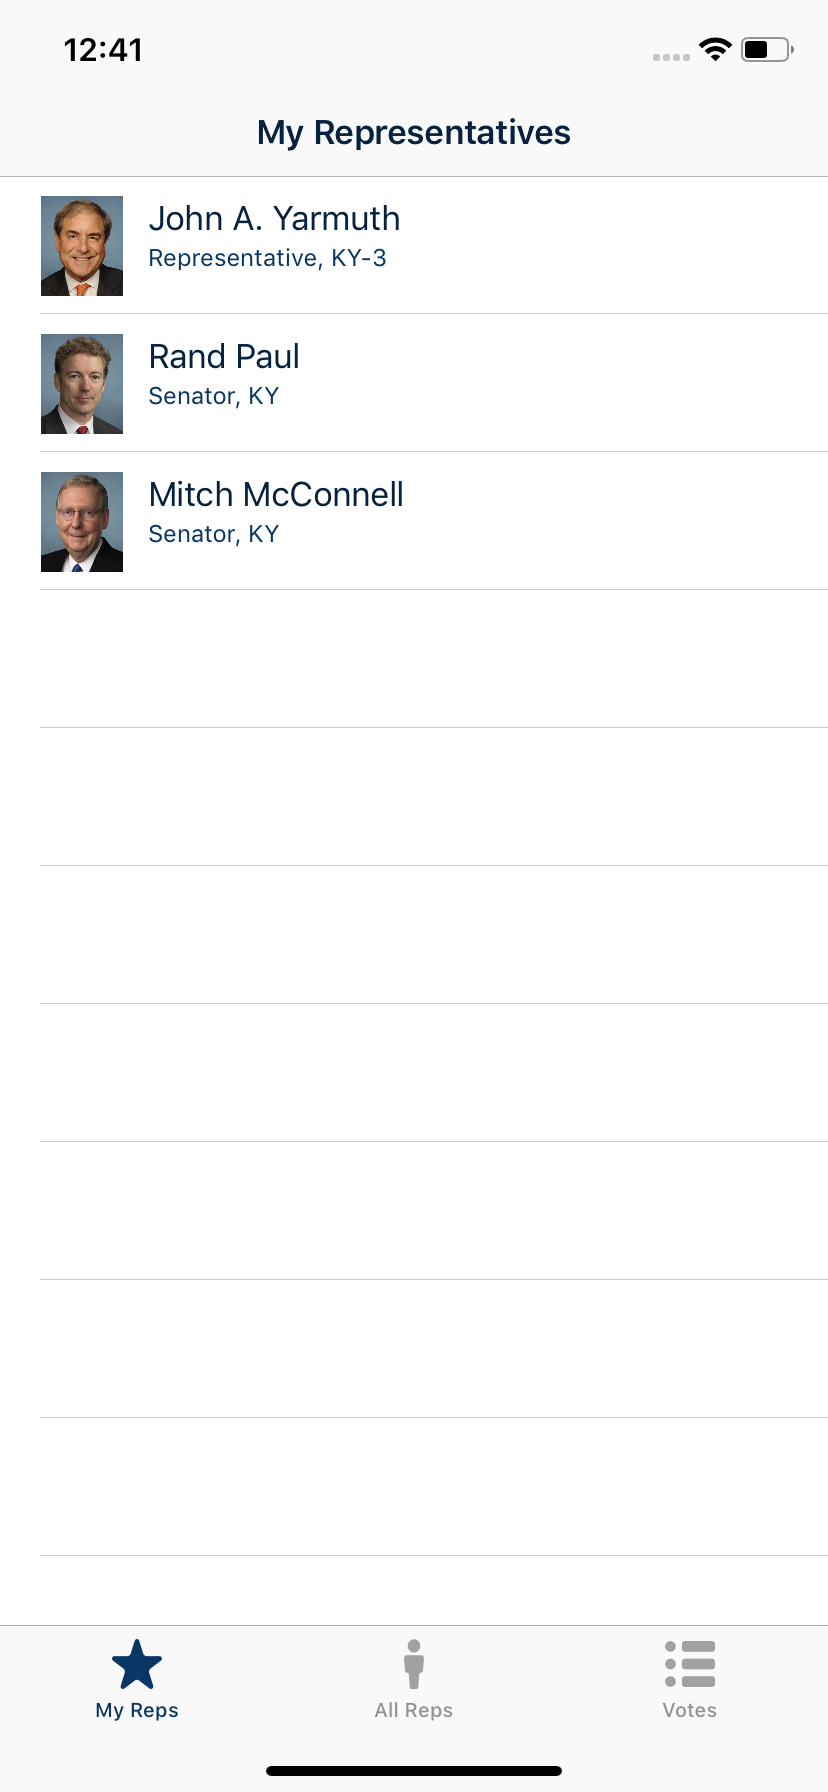 12:41
My Representatives
John A. Yarmuth
Representative, KY-3
Rand Paul
Senator, KY
Mitch McConnell
Senator, KY
My Reps
All Reps
Votes